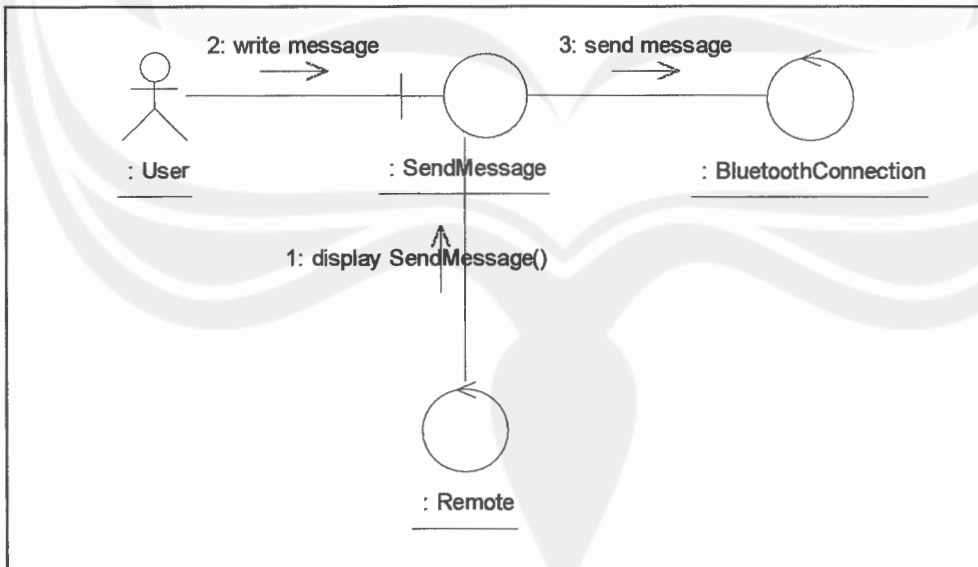 2: write message
3: send message
: User
: SendMessage
: BluetoothConnection
1: display SendMessage()
: Remote